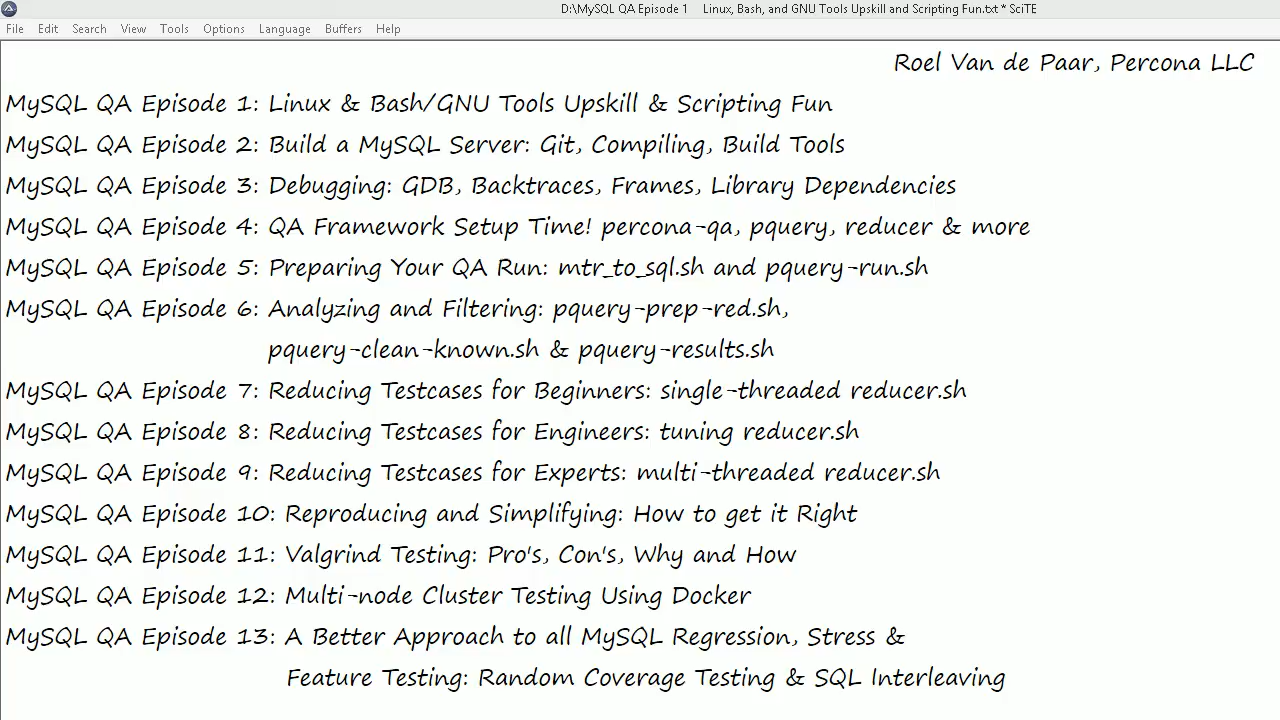 D:\MySQL QA Episode 1    Linux, Bash, and GNU Tools Upskill and Scripting Fun.txt * SciTE
File Edit Search View Tools Options Language Buffers Help
Roel Van de Paar, Percona LLC
MySQL QA Episode 1: Linux & Bash/GNU Tools Upskill & Scripting Fun
MySQL QA Episode 2: Build a MySQL Server: Git, Compiling, Build Tools
MySQL QA Episode 3: Debugging: GDB, Backtraces, Frames, Library Dependencies
MySQL QA Episode 4: QA Framework Setup Time! percona-qa, pquery, reducer & more
MySQL QA Episode 5: Preparing Your QA Run: mtr_to_sql.sh and pquery-run.sh
MySQL QA Episode 6: Analyzing and Filtering: pquery-prep-red.sh,
pquery-clean-known.sh & pquery-results.sh
MySQL QA Episode 7: Reducing Testcases for Beginners: single-threaded reducer.sh
MySQL QA Episode 8: Reducing Testcases for Engineers: tuning reducer.sh
MySQL QA Episode 9: Reducing Testcases for Experts: multi-threaded reducer.sh
MySQL QA Episode 10: Reproducing and Simplifying: How to get it Right
MySQL QA Episode 11: Valgrind Testing: Pro's, Con's, Why and How
MySQL QA Episode 12: Multi-node Cluster Testing Using Docker
MySQL QA Episode 13: A Better Approach to all MySQL Regression, Stress &
Feature Testing: Random Coverage Testing & SQL Interleaving